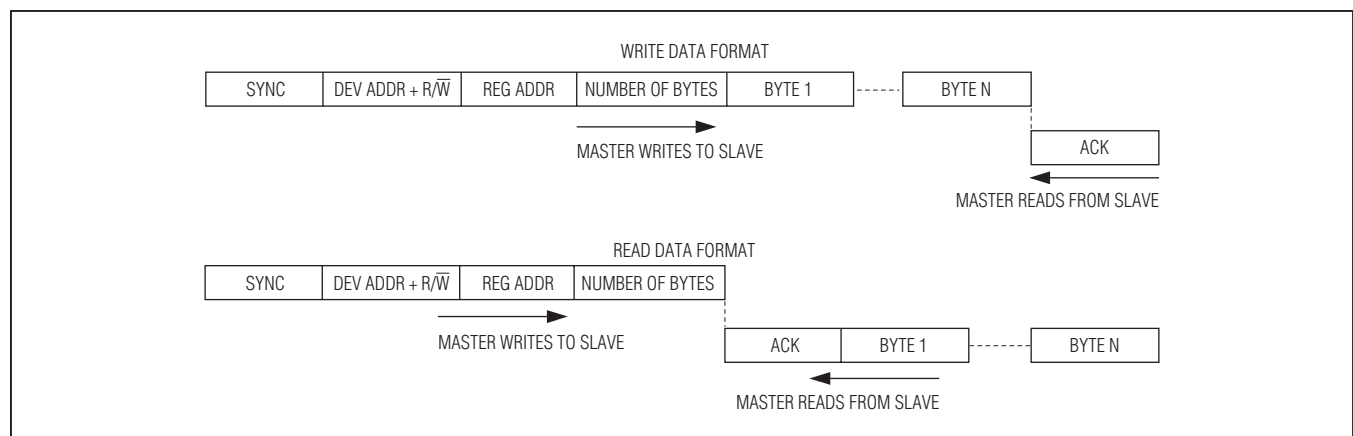 WRITE DATA FORMAT
SYNC DEV ADDR + R/W̅ REG ADDR NUMBER OF BYTES BYTE 1 BYTE N
MASTER WRITES TO SLAVE
ACK
MASTER READS FROM SLAVE
READ DATA FORMAT
SYNC DEV ADDR + R/W̅ REG ADDR NUMBER OF BYTES
MASTER WRITES TO SLAVE
ACK BYTE 1 BYTE N
MASTER READS FROM SLAVE